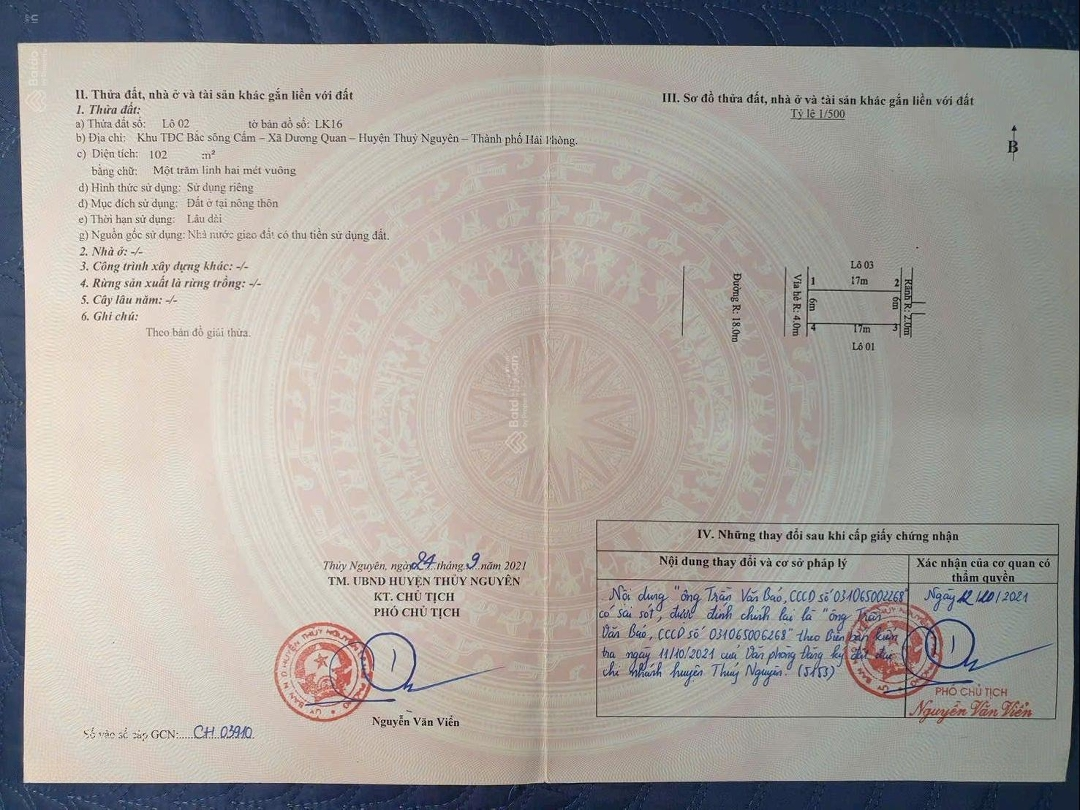 II. Thửa đất, nhà ở và tài sản khác gắn liền với đất
1. Thửa đất:
a) Thửa đất số: Lô 02 tờ bản đồ số: LK16
b) Địa chỉ: Khu TĐC Bắc sông Cấm – Xã Dương Quan – Huyện Thuỷ Nguyên – Thành phố Hải Phòng.
c) Diện tích: 102 m²
bằng chữ: Một trăm linh hai mét vuông
d) Hình thức sử dụng: Sử dụng riêng
đ) Mục đích sử dụng: Đất ở tại nông thôn
e) Thời hạn sử dụng: Lâu dài
g) Nguồn gốc sử dụng: Nhà nước giao đất có thu tiền sử dụng đất.
2. Nhà ở: -/-
3. Công trình xây dựng khác: -/-
4. Rừng sản xuất là rừng trồng: -/-
5. Cây lâu năm: -/-
6. Ghi chú:
Theo bản đồ giải thửa.
Thủy Nguyên, ngày 24 tháng 9 năm 2021
TM. UBND HUYỆN THỦY NGUYÊN
KT. CHỦ TỊCH
PHÓ CHỦ TỊCH
Nguyễn Văn Viển
Số vào sổ cấp GCN:.....CH 03910
III. Sơ đồ thửa đất, nhà ở và tài sản khác gắn liền với đất
Tỷ lệ 1/500
B
Lô 03
1 17m 2
6m 6m
4 17m 3
Lô 01
Đường R: 18.0m
Vỉa hè R: 4.0m
Rãnh R: 2.0m
IV. Những thay đổi sau khi cấp giấy chứng nhận
Nội dung thay đổi và cơ sở pháp lý
Xác nhận của cơ quan có
thẩm quyền
Nội dung "ông Trần Văn Báo, CCCD số 031065002268"
có sai sót, được đính chính lại là "ông Trần
Văn Báo, CCCD số 031065006268" theo Biên bản kiểm
tra ngày 11/10/2021 của Văn phòng Đăng ký đất đai
chi nhánh huyện Thuỷ Nguyên. (5153)
Ngày 12/10/2021
PHÓ CHỦ TỊCH
Nguyễn Văn Viển